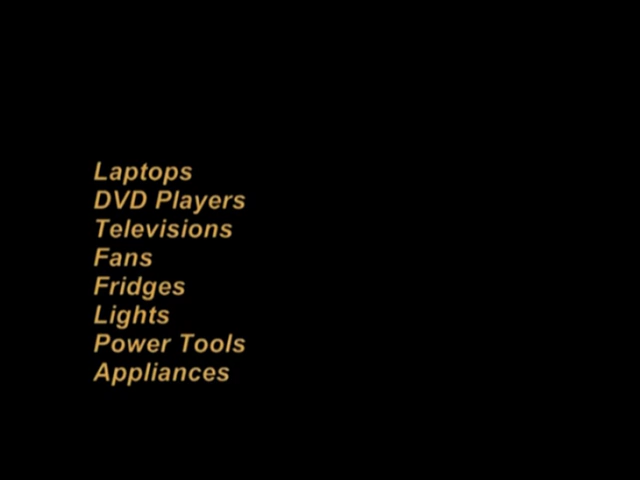 Laptops
DVD Players
Televisions
Fans
Fridges
Lights
Power Tools
Appliances